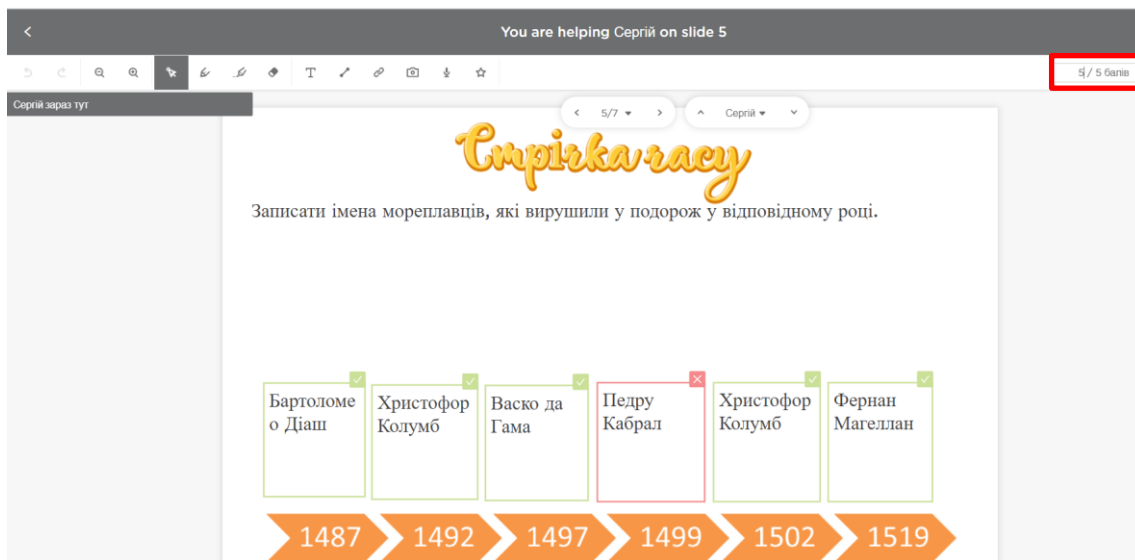 You are helping Сергій on slide 5
T
5 / 5 балів
Сергій зараз тут
5/7
Сергій
Стрічка часу
Записати імена мореплавців, які вирушили у подорож у відповідному році.
Бартоломе
о Діаш
Христофор
Колумб
Васко да
Гама
Педру
Кабрал
Христофор
Колумб
Фернан
Магеллан
1487
1492
1497
1499
1502
1519